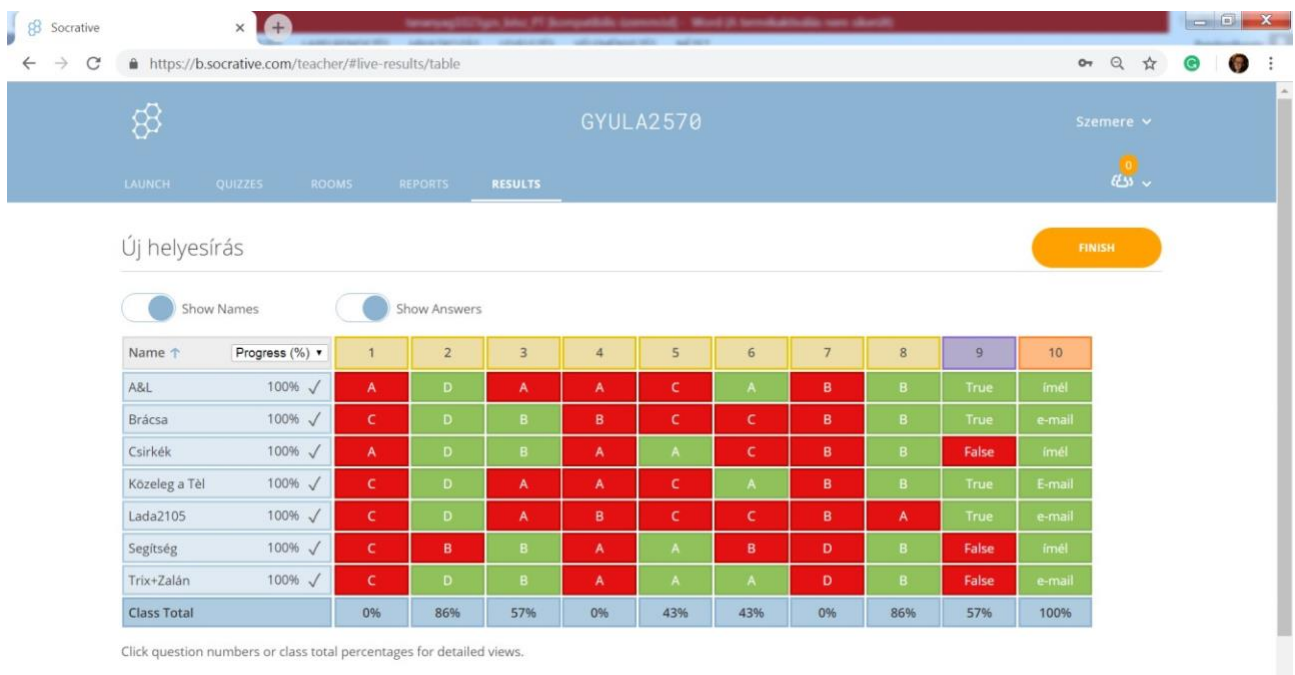 Socrative
https://b.socrative.com/teacher/#live-results/table
GYULA2570
Szemere
0
LAUNCH QUIZZES ROOMS REPORTS RESULTS
Új helyesírás
FINISH
Show Names Show Answers
Name ↑ Progress (%) 1 2 3 4 5 6 7 8 9 10
A&L 100% ✓ A D A A C A B B True ímél
Brácsa 100% ✓ C D B B C C B B True e-mail
Csirkék 100% ✓ A D B A A C B B False ímél
Közeleg a Tèl 100% ✓ C D A A C A B B True E-mail
Lada2105 100% ✓ C D A B C C B A True e-mail
Segítség 100% ✓ C B B A A B D B False ímél
Trix+Zalán 100% ✓ C D B A A A D B False e-mail
Class Total 0% 86% 57% 0% 43% 43% 0% 86% 57% 100%
Click question numbers or class total percentages for detailed views.